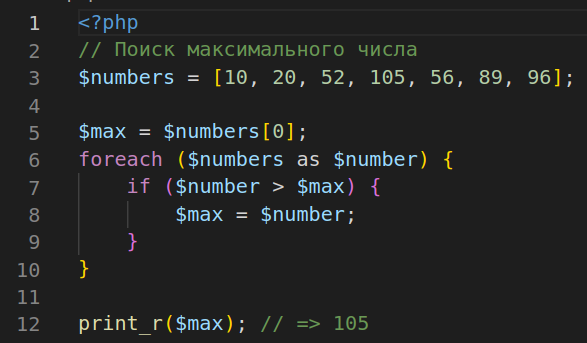 1 <?php
2 // Поиск максимального числа
3 $numbers = [10, 20, 52, 105, 56, 89, 96];
4
5 $max = $numbers[0];
6 foreach ($numbers as $number) {
7     if ($number > $max) {
8         $max = $number;
9     }
10 }
11
12 print_r($max); // => 105